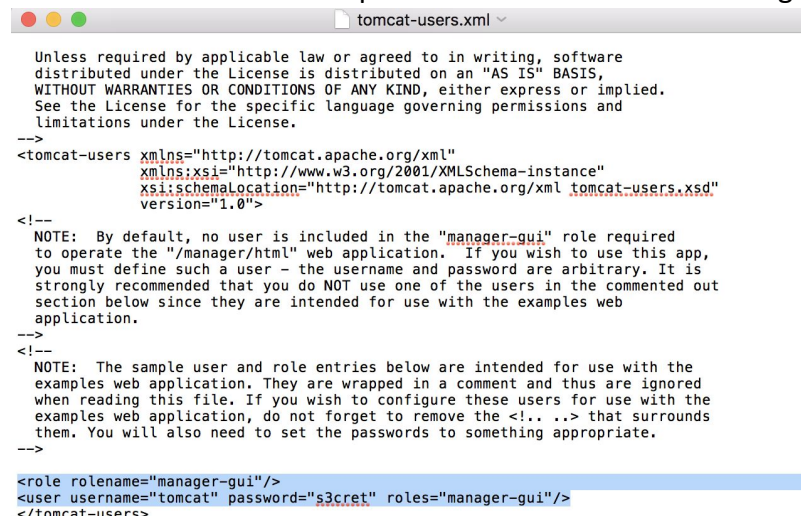 tomcat-users.xml
Unless required by applicable law or agreed to in writing, software
distributed under the License is distributed on an "AS IS" BASIS,
WITHOUT WARRANTIES OR CONDITIONS OF ANY KIND, either express or implied.
See the License for the specific language governing permissions and
limitations under the License.
-->
<tomcat-users xmlns="http://tomcat.apache.org/xml"
xmlns:xsi="http://www.w3.org/2001/XMLSchema-instance"
xsi:schemaLocation="http://tomcat.apache.org/xml tomcat-users.xsd"
version="1.0">
<!--
NOTE:  By default, no user is included in the "manager-gui" role required
to operate the "/manager/html" web application.  If you wish to use this app,
you must define such a user - the username and password are arbitrary. It is
strongly recommended that you do NOT use one of the users in the commented out
section below since they are intended for use with the examples web
application.
-->
<!--
NOTE:  The sample user and role entries below are intended for use with the
examples web application. They are wrapped in a comment and thus are ignored
when reading this file. If you wish to configure these users for use with the
examples web application, do not forget to remove the <!.. ..> that surrounds
them. You will also need to set the passwords to something appropriate.
-->
<role rolename="manager-gui"/>
<user username="tomcat" password="s3cret" roles="manager-gui"/>
</tomcat-users>